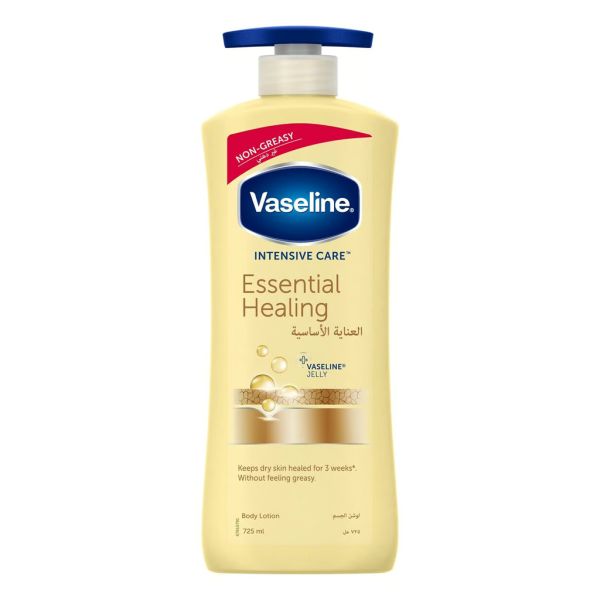 NON-GREASY
غير دهني
Vaseline®
INTENSIVE CARE™
Essential
Healing
العناية الأساسية
VASELINE®
JELLY
Keeps dry skin healed for 3 weeks*.
Without feeling greasy.
Body Lotion
لوشن الجسم
725 ml
٧٢٥ مل